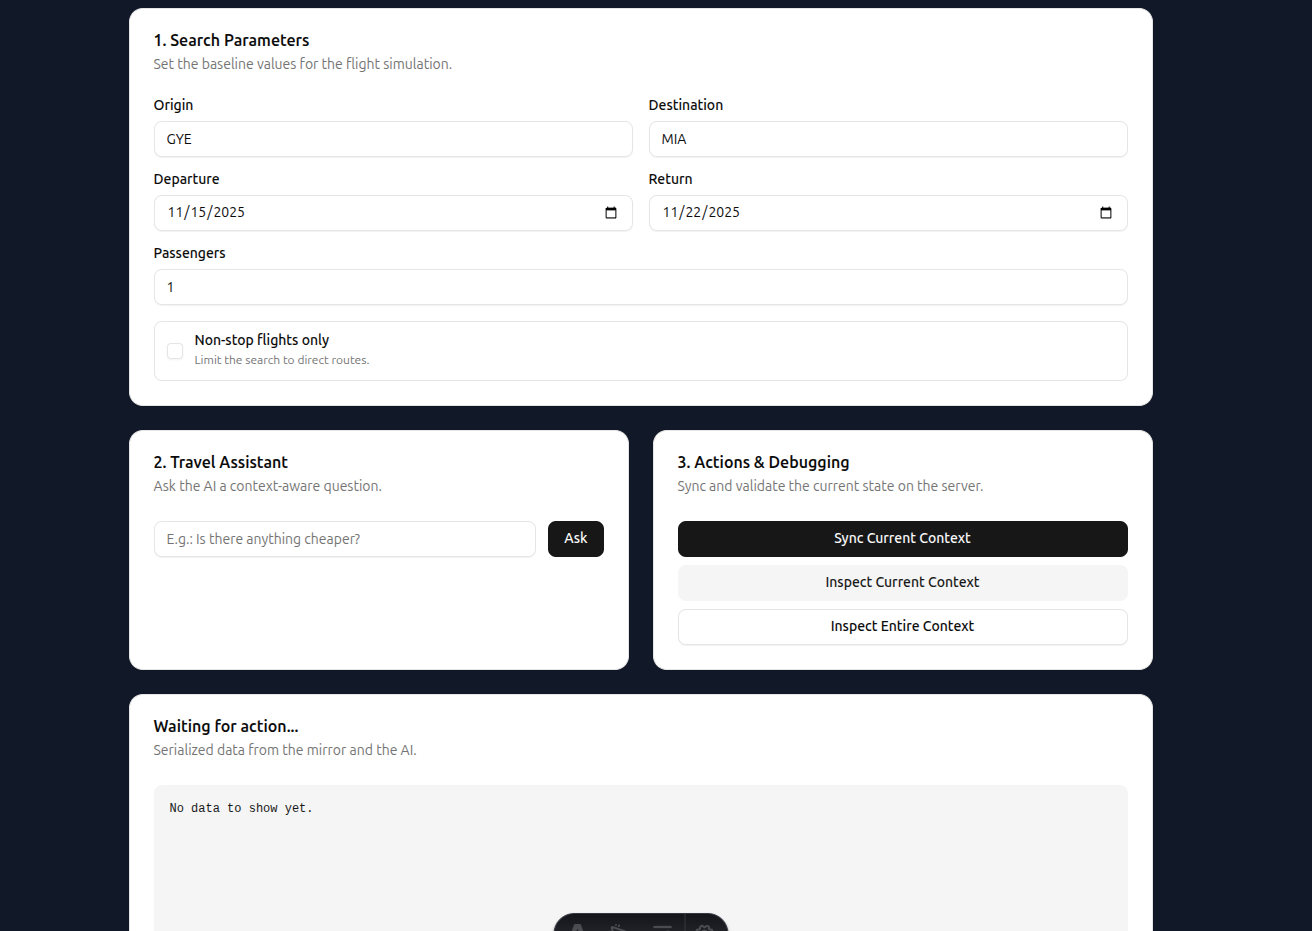 1. Search Parameters
Set the baseline values for the flight simulation.
Origin
Destination
GYE
MIA
Departure
Return
11/15/2025
11/22/2025
Passengers
1
Non-stop flights only
Limit the search to direct routes.
2. Travel Assistant
Ask the AI a context-aware question.
E.g.: Is there anything cheaper?
Ask
3. Actions & Debugging
Sync and validate the current state on the server.
Sync Current Context
Inspect Current Context
Inspect Entire Context
Waiting for action...
Serialized data from the mirror and the AI.
No data to show yet.